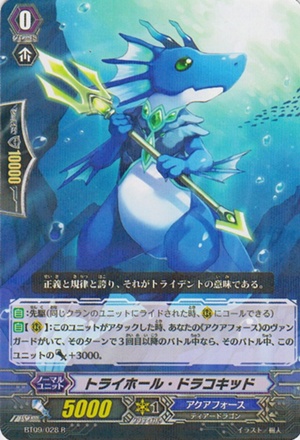 0
10000
正義と規律と誇り、それがトライデントの意味である。
自:先駆(同じクランのユニットにライドされた時、R にコールできる)
自:【R】:このユニットがアタックした時、あなたの《アクアフォース》のヴァン
ガードがいて、そのターンで3回目以降のバトル中なら、そのバトル中、この
ユニットのパワー+3000。
ノーマル
ユニット
トライホール・ドラコキッド
5000
1
アクアフォース
ティアードラゴン
BT09/028 R
イラスト/樹人